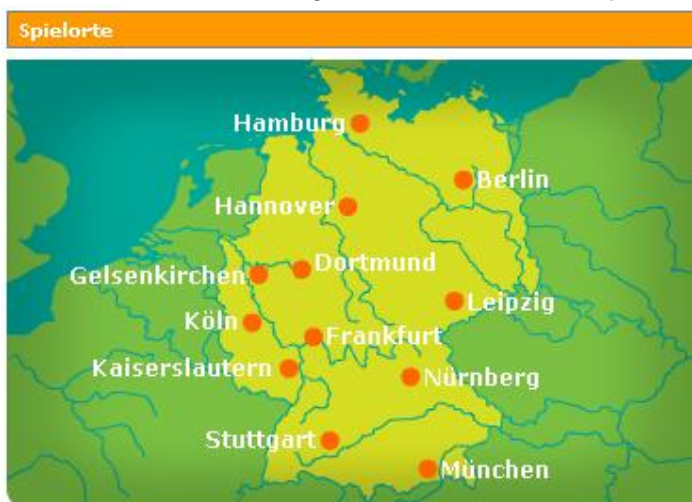 Spielorte
Hamburg
Berlin
Hannover
Dortmund
Gelsenkirchen
Leipzig
Köln
Frankfurt
Kaiserslautern
Nürnberg
Stuttgart
München